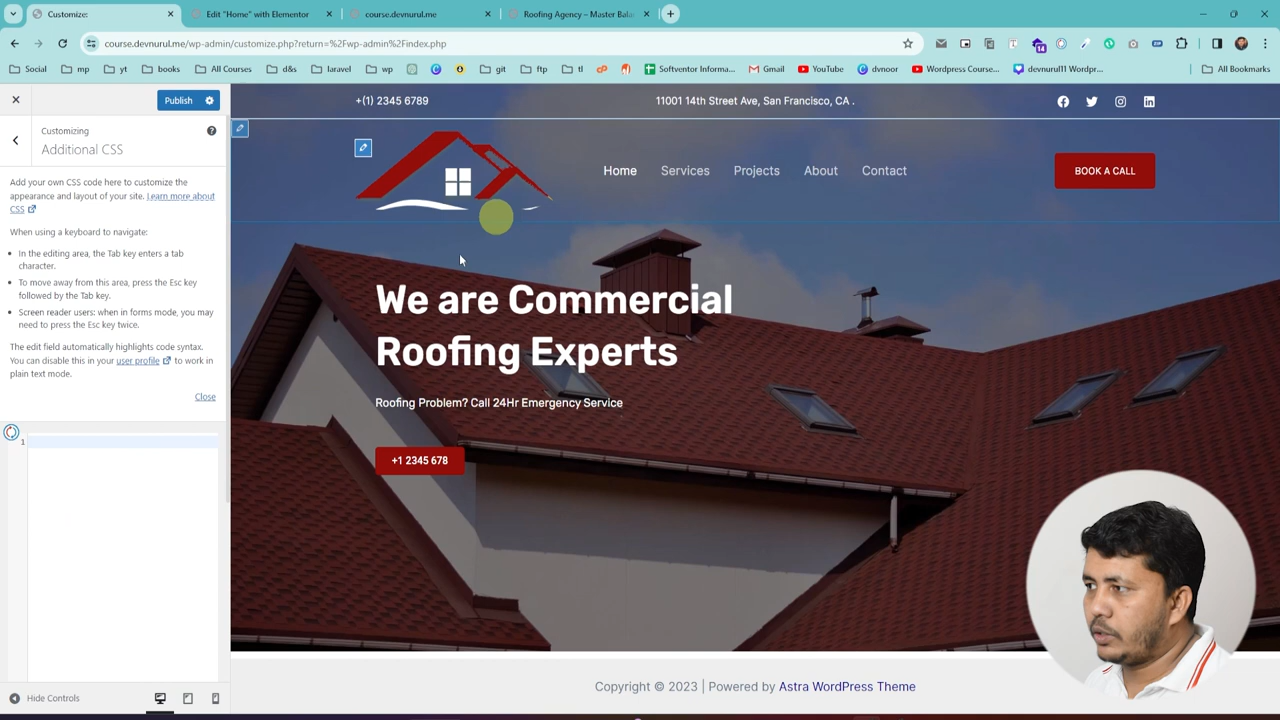 Customize:
Edit "Home" with Elementor
course.devnurul.me
Roofing Agency – Master Bala
course.devnurul.me/wp-admin/customize.php?return=%2Fwp-admin%2Findex.php
14
Social
mp
yt
books
All Courses
d&s
laravel
wp
git
ftp
tl
Softventor Informa...
Gmail
YouTube
dvnoor
Wordpress Course...
devnurul11 Wordpr...
All Bookmarks
Publish
Customizing
Additional CSS
Add your own CSS code here to customize the
appearance and layout of your site. Learn more about
CSS
When using a keyboard to navigate:
In the editing area, the Tab key enters a tab
character.
To move away from this area, press the Esc key
followed by the Tab key.
Screen reader users: when in forms mode, you may
need to press the Esc key twice.
The edit field automatically highlights code syntax.
You can disable this in your user profile to work in
plain text mode.
Close
1
Hide Controls
+(1) 2345 6789
11001 14th Street Ave, San Francisco, CA .
Home
Services
Projects
About
Contact
BOOK A CALL
We are Commercial
Roofing Experts
Roofing Problem? Call 24Hr Emergency Service
+1 2345 678
Copyright © 2023 | Powered by Astra WordPress Theme